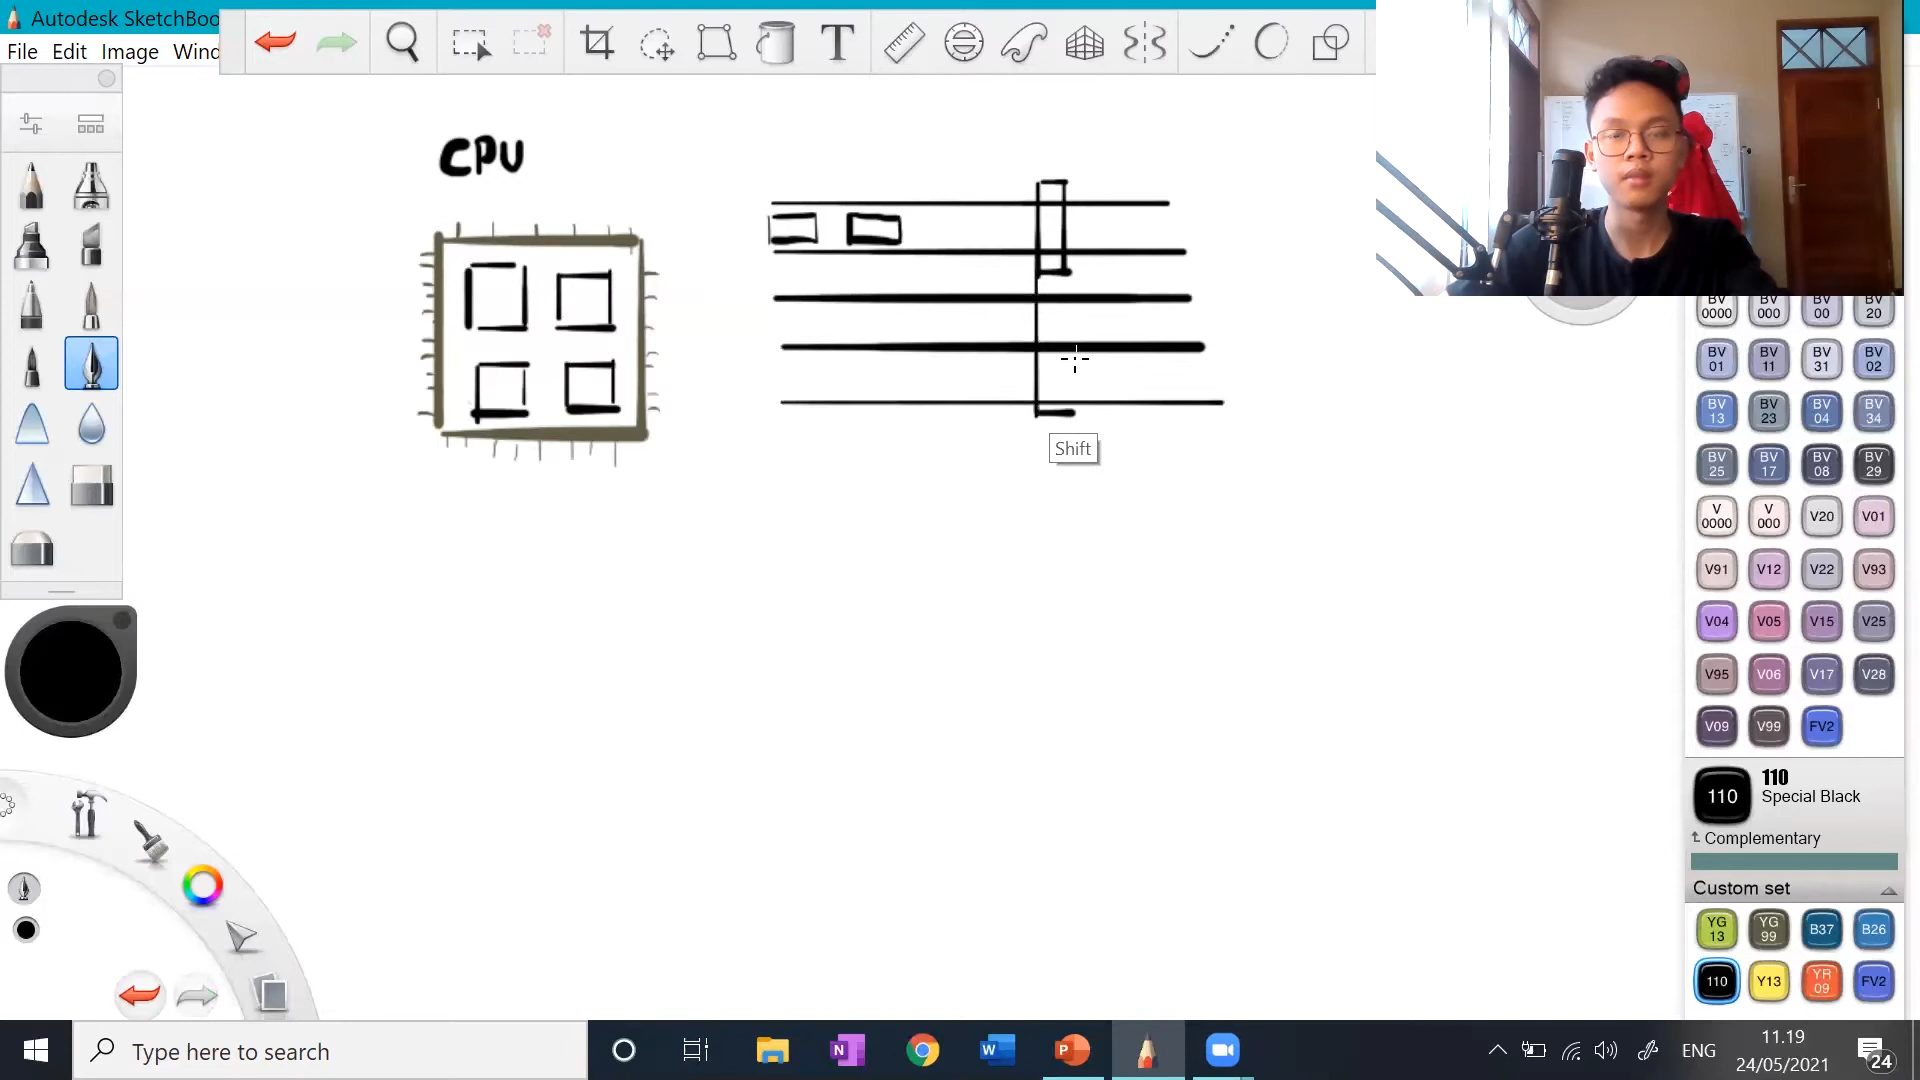 Autodesk SketchBoo
File Edit Image Wind
T
CPU
Shift
BV 0000 BV 000 BV 00 BV 20
BV 01 BV 11 BV 31 BV 02
BV 13 BV 23 BV 04 BV 34
BV 25 BV 17 BV 08 BV 29
V 0000 V 000 V20 V01
V91 V12 V22 V93
V04 V05 V15 V25
V95 V06 V17 V28
V09 V99 FV2
110 110
Special Black
Complementary
Custom set
YG 13 YG 99 B37 B26
110 Y13 YR 09 FV2
Type here to search
N W P
ENG
11.19
24/05/2021
24